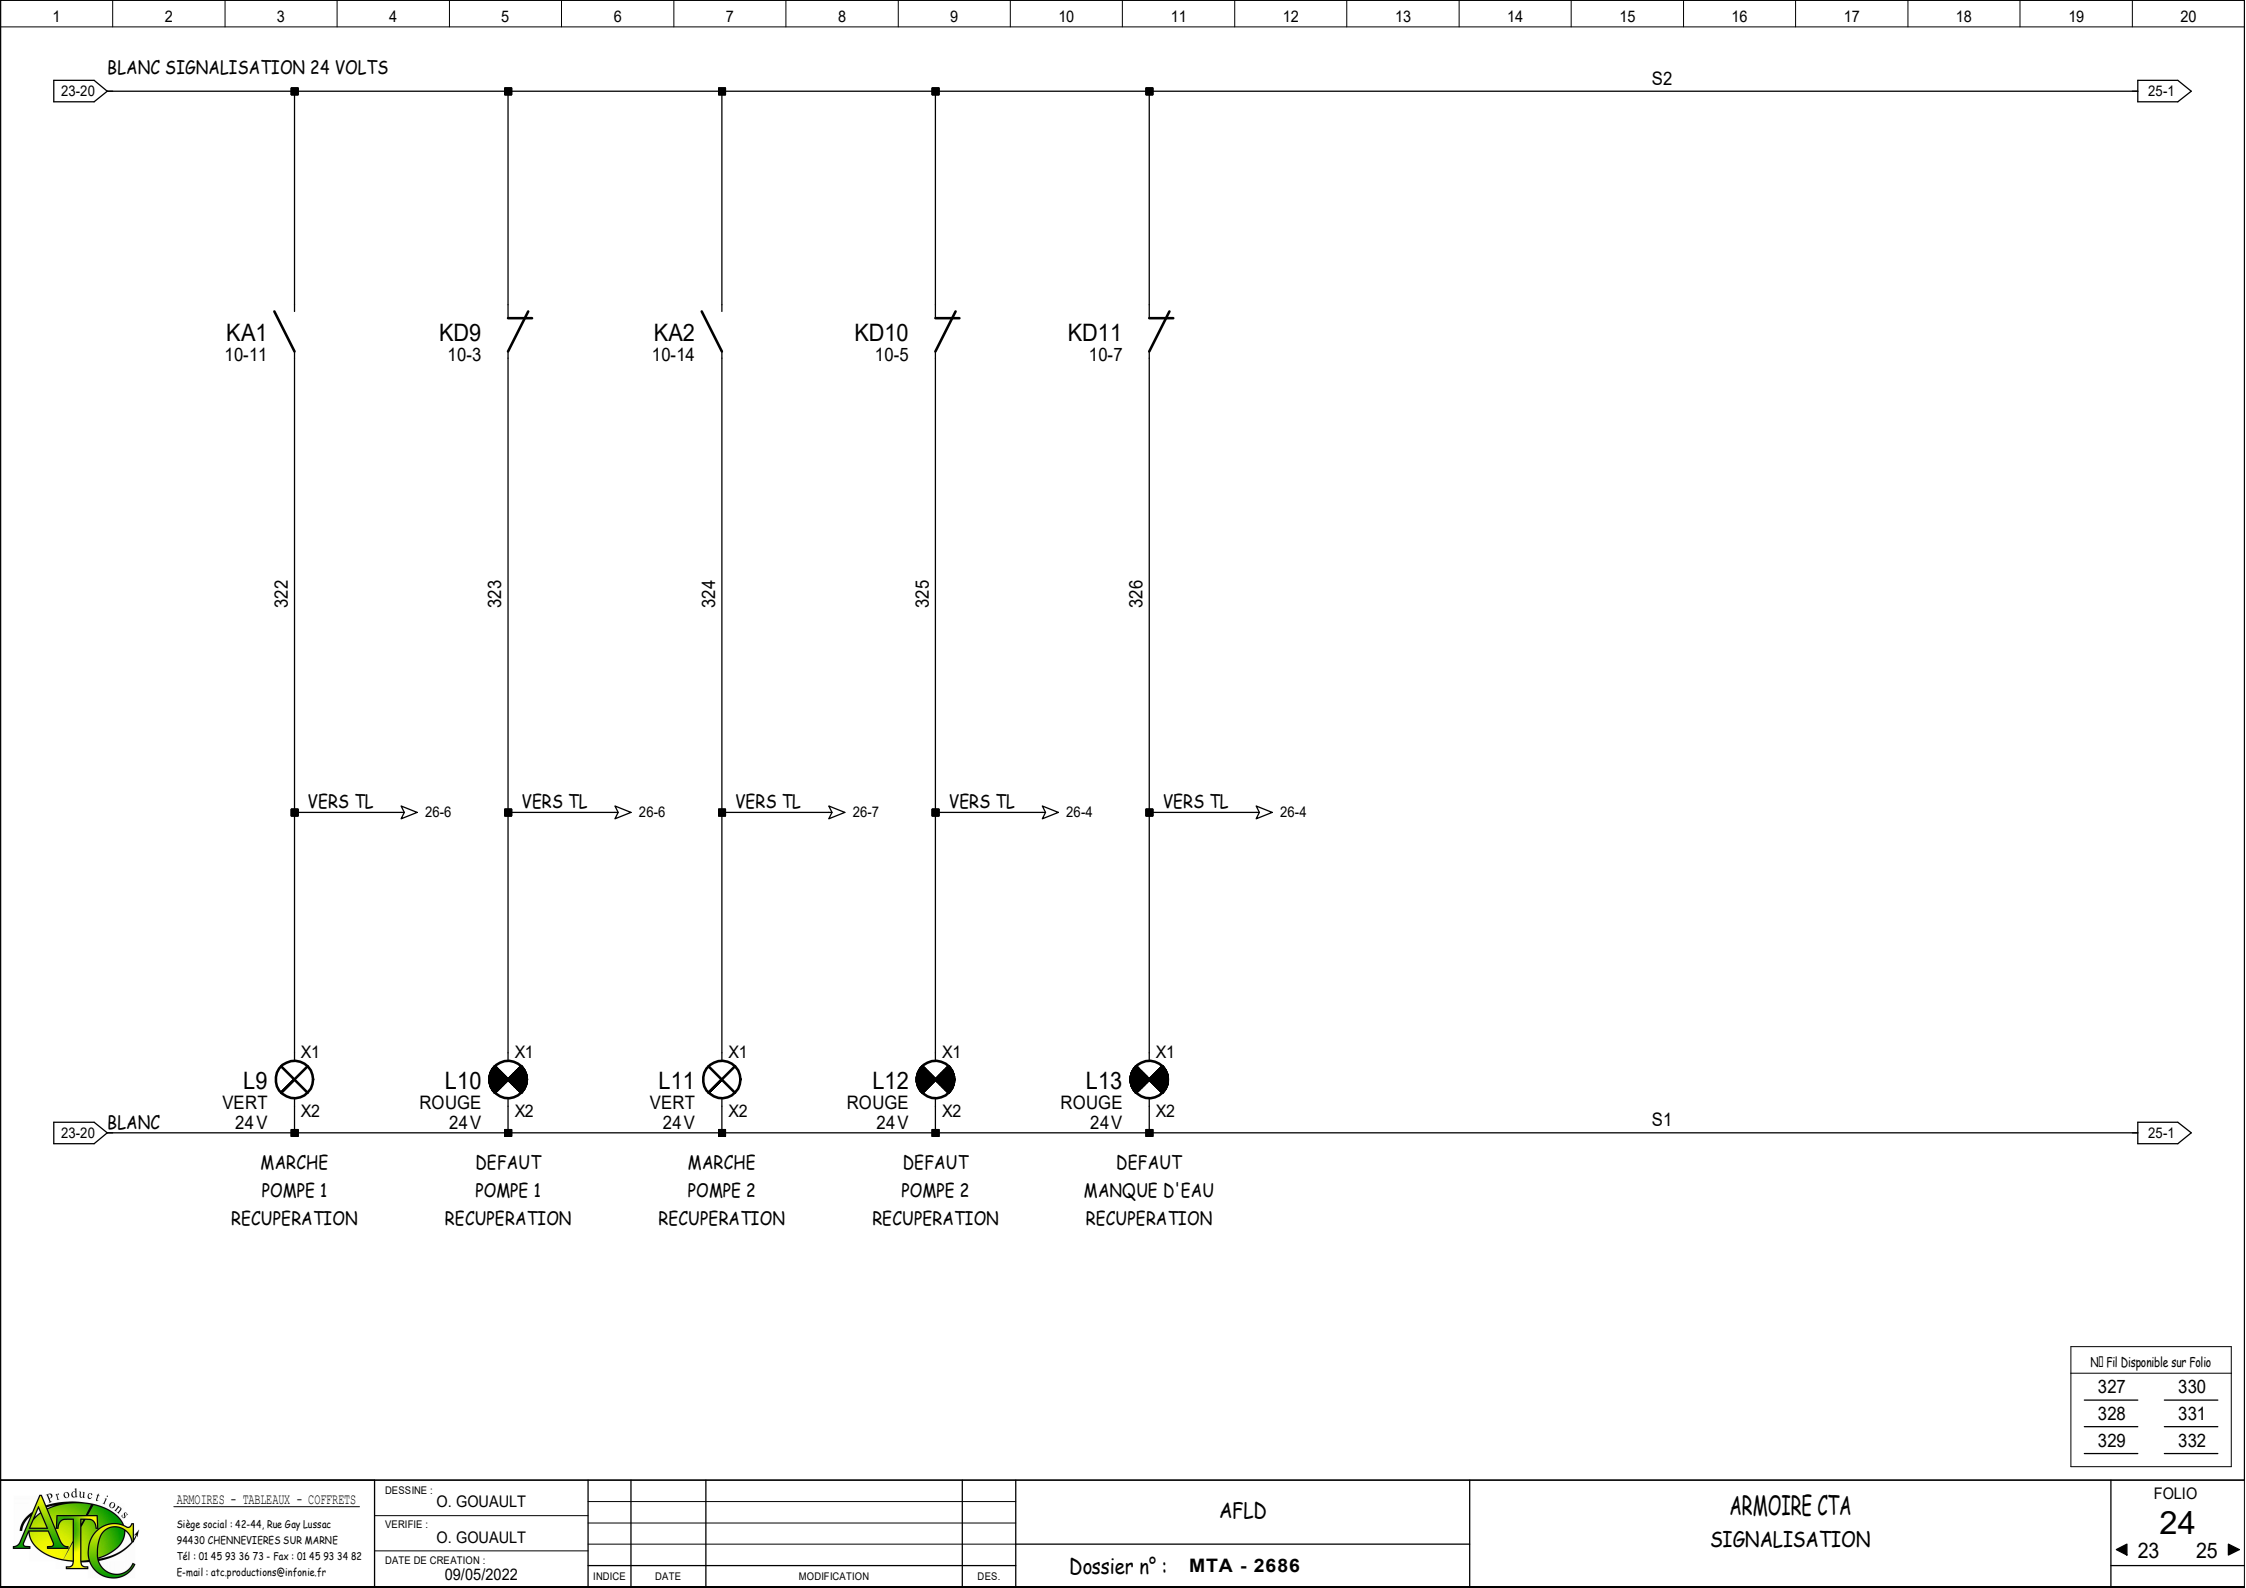 1 2 3 4 5 6 7 8 9 10 11 12 13 14 15 16 17 18 19 20
BLANC SIGNALISATION 24 VOLTS
23-20
S2
25-1
KA1
10-11
KD9
10-3
KA2
10-14
KD10
10-5
KD11
10-7
322
323
324
325
326
VERS TL 26-6
VERS TL 26-6
VERS TL 26-7
VERS TL 26-4
VERS TL 26-4
X1
L9
VERT
24V
X2
X1
L10
ROUGE
24V
X2
X1
L11
VERT
24V
X2
X1
L12
ROUGE
24V
X2
X1
L13
ROUGE
24V
X2
23-20
BLANC
S1
25-1
MARCHE
POMPE 1
RECUPERATION
DEFAUT
POMPE 1
RECUPERATION
MARCHE
POMPE 2
RECUPERATION
DEFAUT
POMPE 2
RECUPERATION
DEFAUT
MANQUE D'EAU
RECUPERATION
N▯ Fil Disponible sur Folio
327 330
328 331
329 332
Productions
ATC
ARMOIRES - TABLEAUX - COFFRETS
Siège social : 42-44, Rue Gay Lussac
94430 CHENNEVIERES SUR MARNE
Tél : 01 45 93 36 73 - Fax : 01 45 93 34 82
E-mail : atc.productions@infonie.fr
DESSINE :
O. GOUAULT
VERIFIE :
O. GOUAULT
DATE DE CREATION :
09/05/2022
INDICE DATE MODIFICATION DES.
AFLD
Dossier n° : MTA - 2686
ARMOIRE CTA
SIGNALISATION
FOLIO
24
◄ 23 25 ►